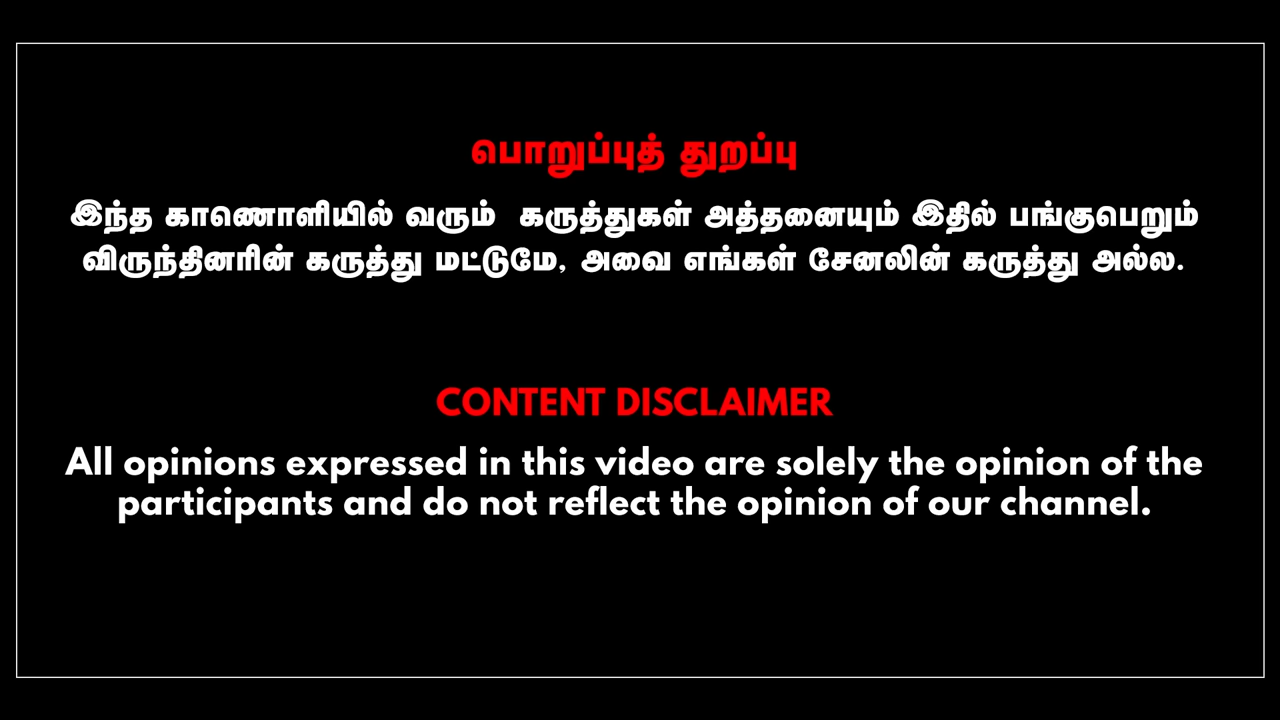 பொறுப்புத் துறப்பு
இந்த காணொளியில் வரும்  கருத்துகள் அத்தனையும் இதில் பங்குபெறும்
விருந்தினரின் கருத்து மட்டுமே, அவை எங்கள் சேனலின் கருத்து அல்ல.
CONTENT DISCLAIMER
All opinions expressed in this video are solely the opinion of the
participants and do not reflect the opinion of our channel.